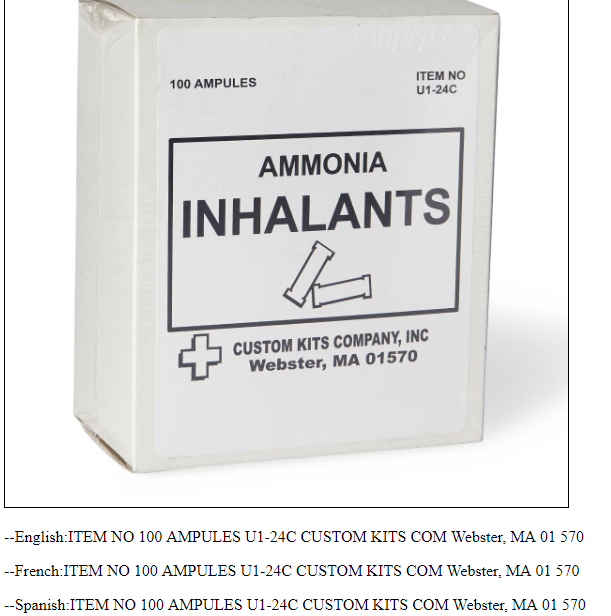 100 AMPULES
ITEM NO
U1-24C
AMMONIA
INHALANTS
CUSTOM KITS COMPANY, INC
Webster, MA 01570
--English:ITEM NO 100 AMPULES U1-24C CUSTOM KITS COM Webster, MA 01 570
--French:ITEM NO 100 AMPULES U1-24C CUSTOM KITS COM Webster, MA 01 570
--Spanish:ITEM NO 100 AMPULES U1-24C CUSTOM KITS COM Webster, MA 01 570